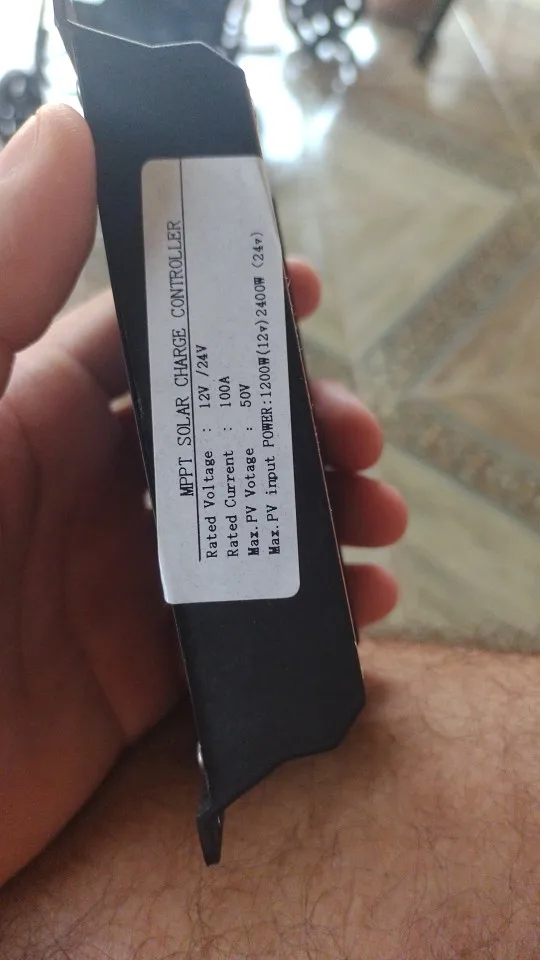 MPPT SOLAR CHARGE CONTROLLER
Rated Voltage : 12V /24V
Rated Current : 100A
Max.PV Votage : 50V
Max.PV input POWER:1200W(12v)2400W (24v)